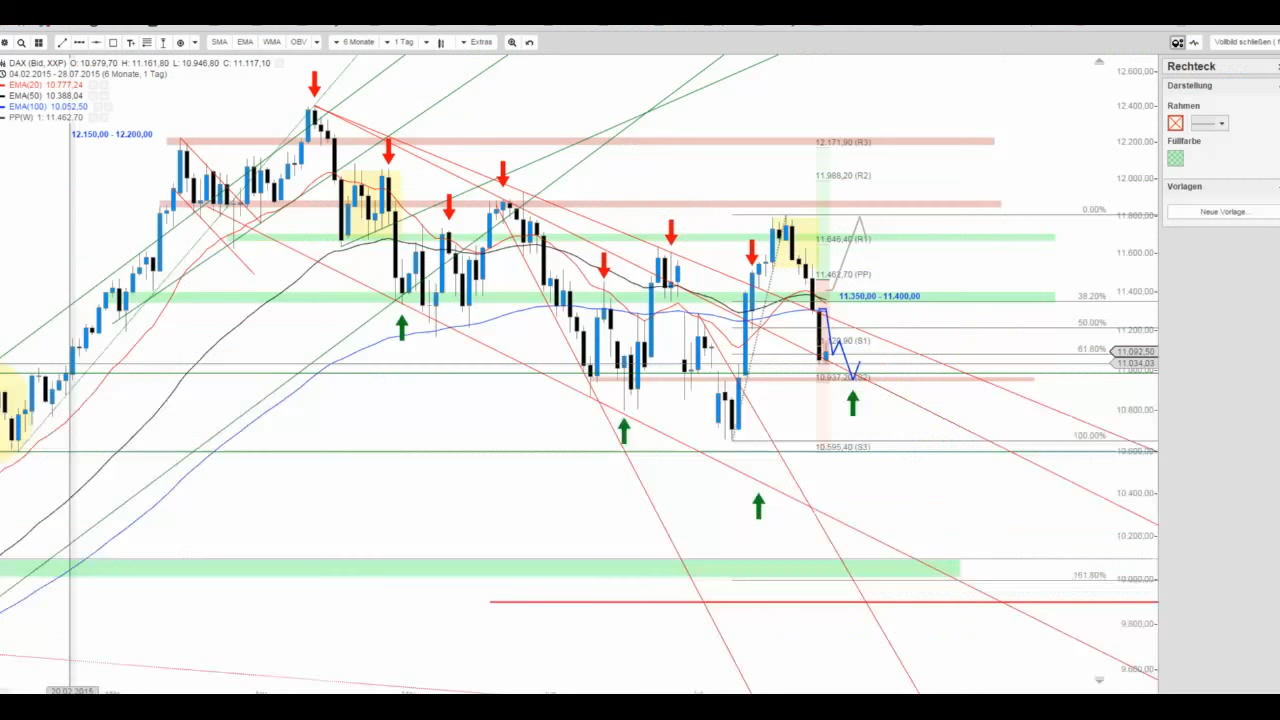 SMA EMA WMA OBV 6 Monate 1 Tag Extras Vollbild schließen (
DAX (Bid, XXP) O: 10.979,70 H: 11.161,80 L: 10.946,80 C: 11.117,10
04.02.2015 - 28.07.2015 (6 Monate, 1 Tag)
EMA(20) 10.777,24
EMA(50) 10.388,04
EMA(100) 10.052,50
PP(W) 1: 11.462,70
12.150,00 - 12.200,00
12.171,90 (R3)
11.988,20 (R2)
0.00%
11.646,40 (R1)
11.462,70 (PP)
11.350,00 - 11.400,00
38.20%
50.00%
(S1)
61.80%
10.937,20 (S2)
100.00%
10.595,40 (S3)
161.80%
12.600,00
12.400,00
12.200,00
12.000,00
11.800,00
11.600,00
11.400,00
11.200,00
11.092,50
11.034,03
10.800,00
10.600,00
10.400,00
10.200,00
10.000,00
9.800,00
20.02.2015
Rechteck
Darstellung
Rahmen
Füllfarbe
Vorlagen
Neue Vorlage...